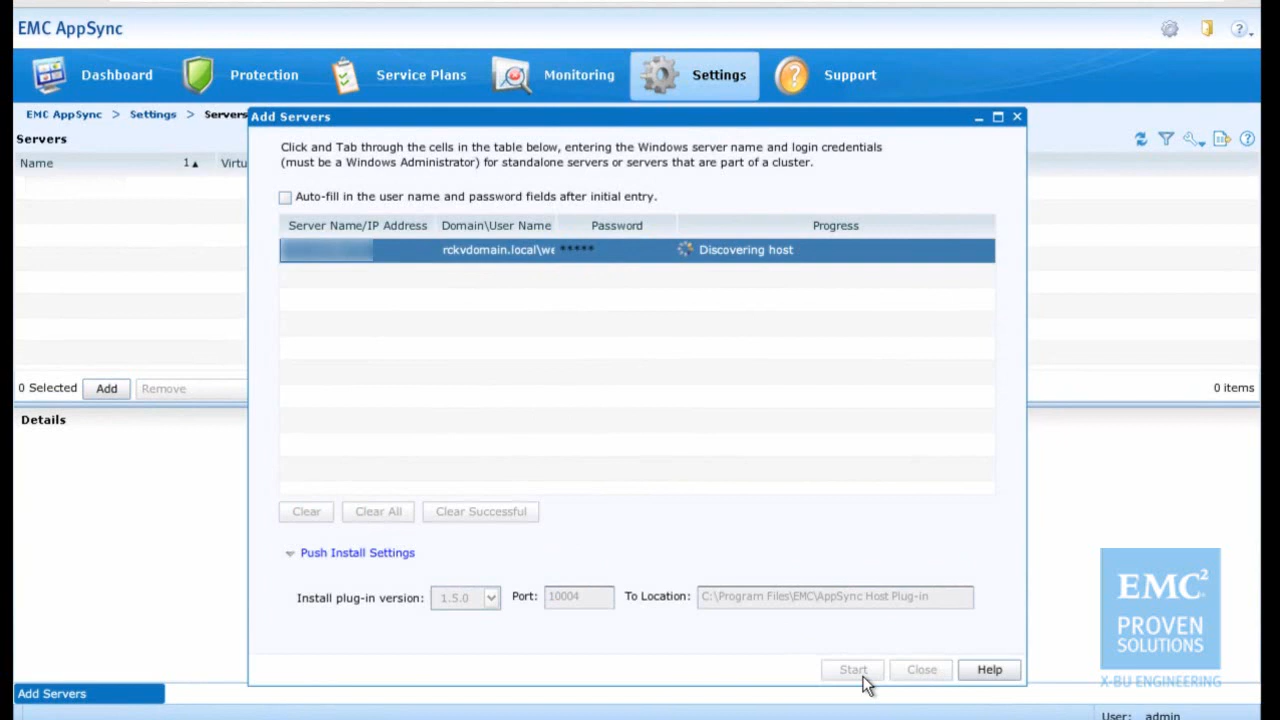 EMC AppSync
Dashboard Protection Service Plans Monitoring Settings Support
EMC AppSync > Settings > Servers
Add Servers
Servers
Name 1 Virtu
Click and Tab through the cells in the table below, entering the Windows server name and login credentials
(must be a Windows Administrator) for standalone servers or servers that are part of a cluster.
Auto-fill in the user name and password fields after initial entry.
Server Name/IP Address Domain\User Name Password Progress
rckvdomain.local\we ***** Discovering host
0 Selected Add Remove 0 items
Details
Clear Clear All Clear Successful
Push Install Settings
Install plug-in version: 1.5.0 Port: 10004 To Location: C:\Program Files\EMC\AppSync Host Plug-in
EMC²
PROVEN
SOLUTIONS
X-BU ENGINEERING
Start Close Help
Add Servers
User: admin